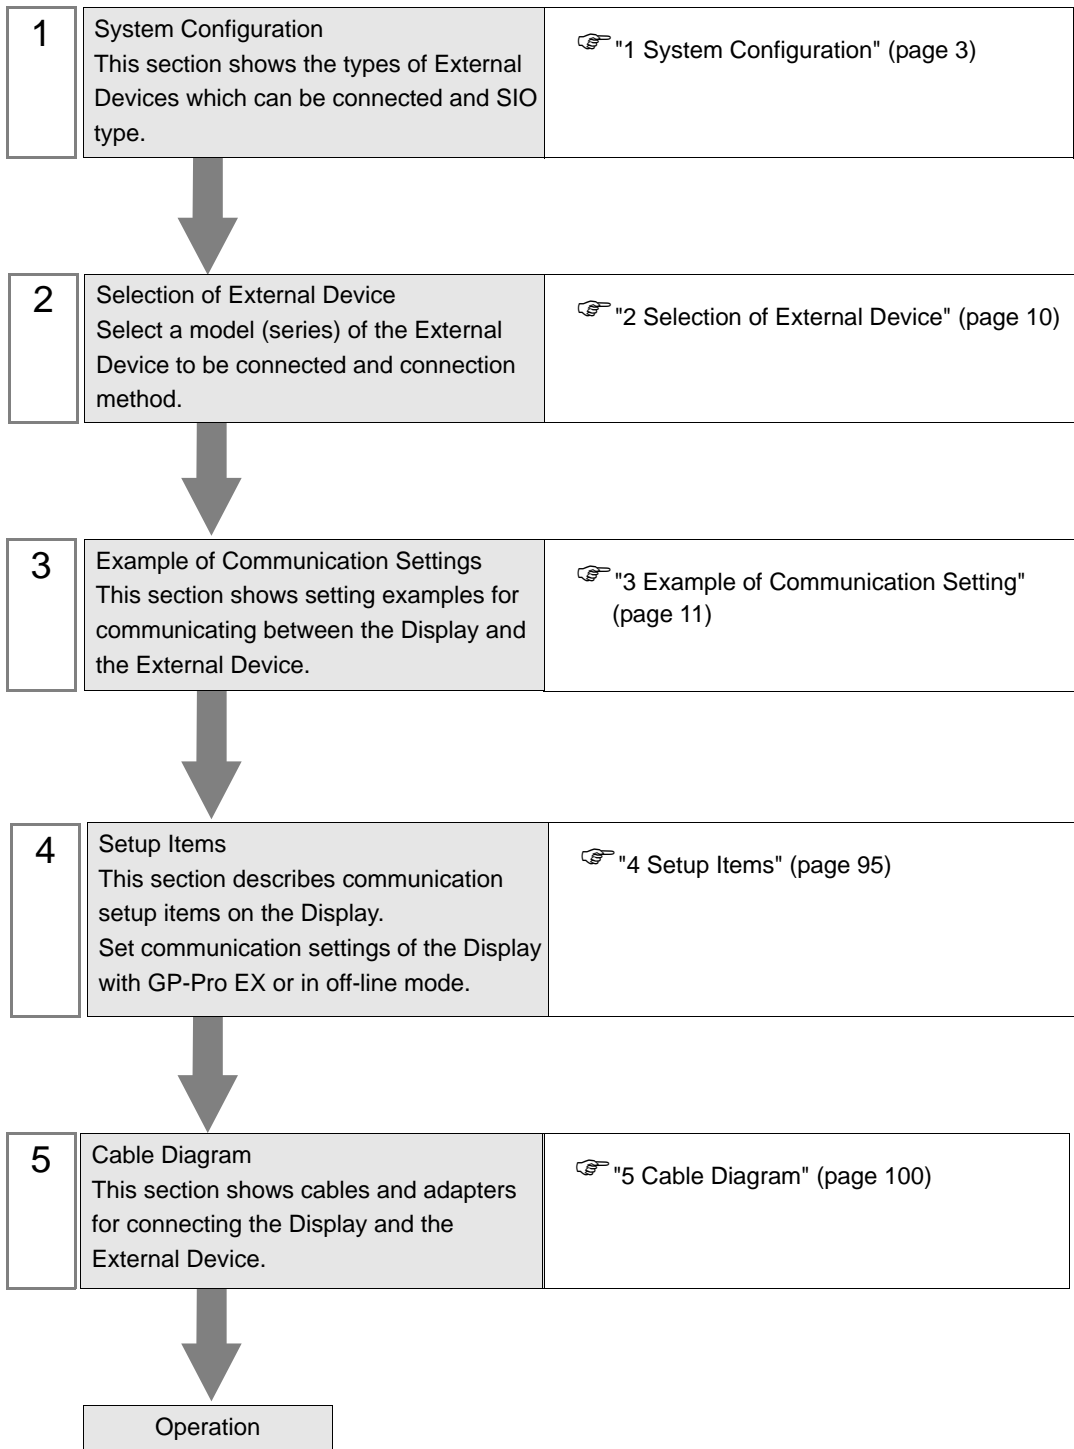 1
System Configuration
This section shows the types of External
Devices which can be connected and SIO
type.
"1 System Configuration" (page 3)
2
Selection of External Device
Select a model (series) of the External
Device to be connected and connection
method.
"2 Selection of External Device" (page 10)
3
Example of Communication Settings
This section shows setting examples for
communicating between the Display and
the External Device.
"3 Example of Communication Setting"
(page 11)
4
Setup Items
This section describes communication
setup items on the Display.
Set communication settings of the Display
with GP-Pro EX or in off-line mode.
"4 Setup Items" (page 95)
5
Cable Diagram
This section shows cables and adapters
for connecting the Display and the
External Device.
"5 Cable Diagram" (page 100)
Operation